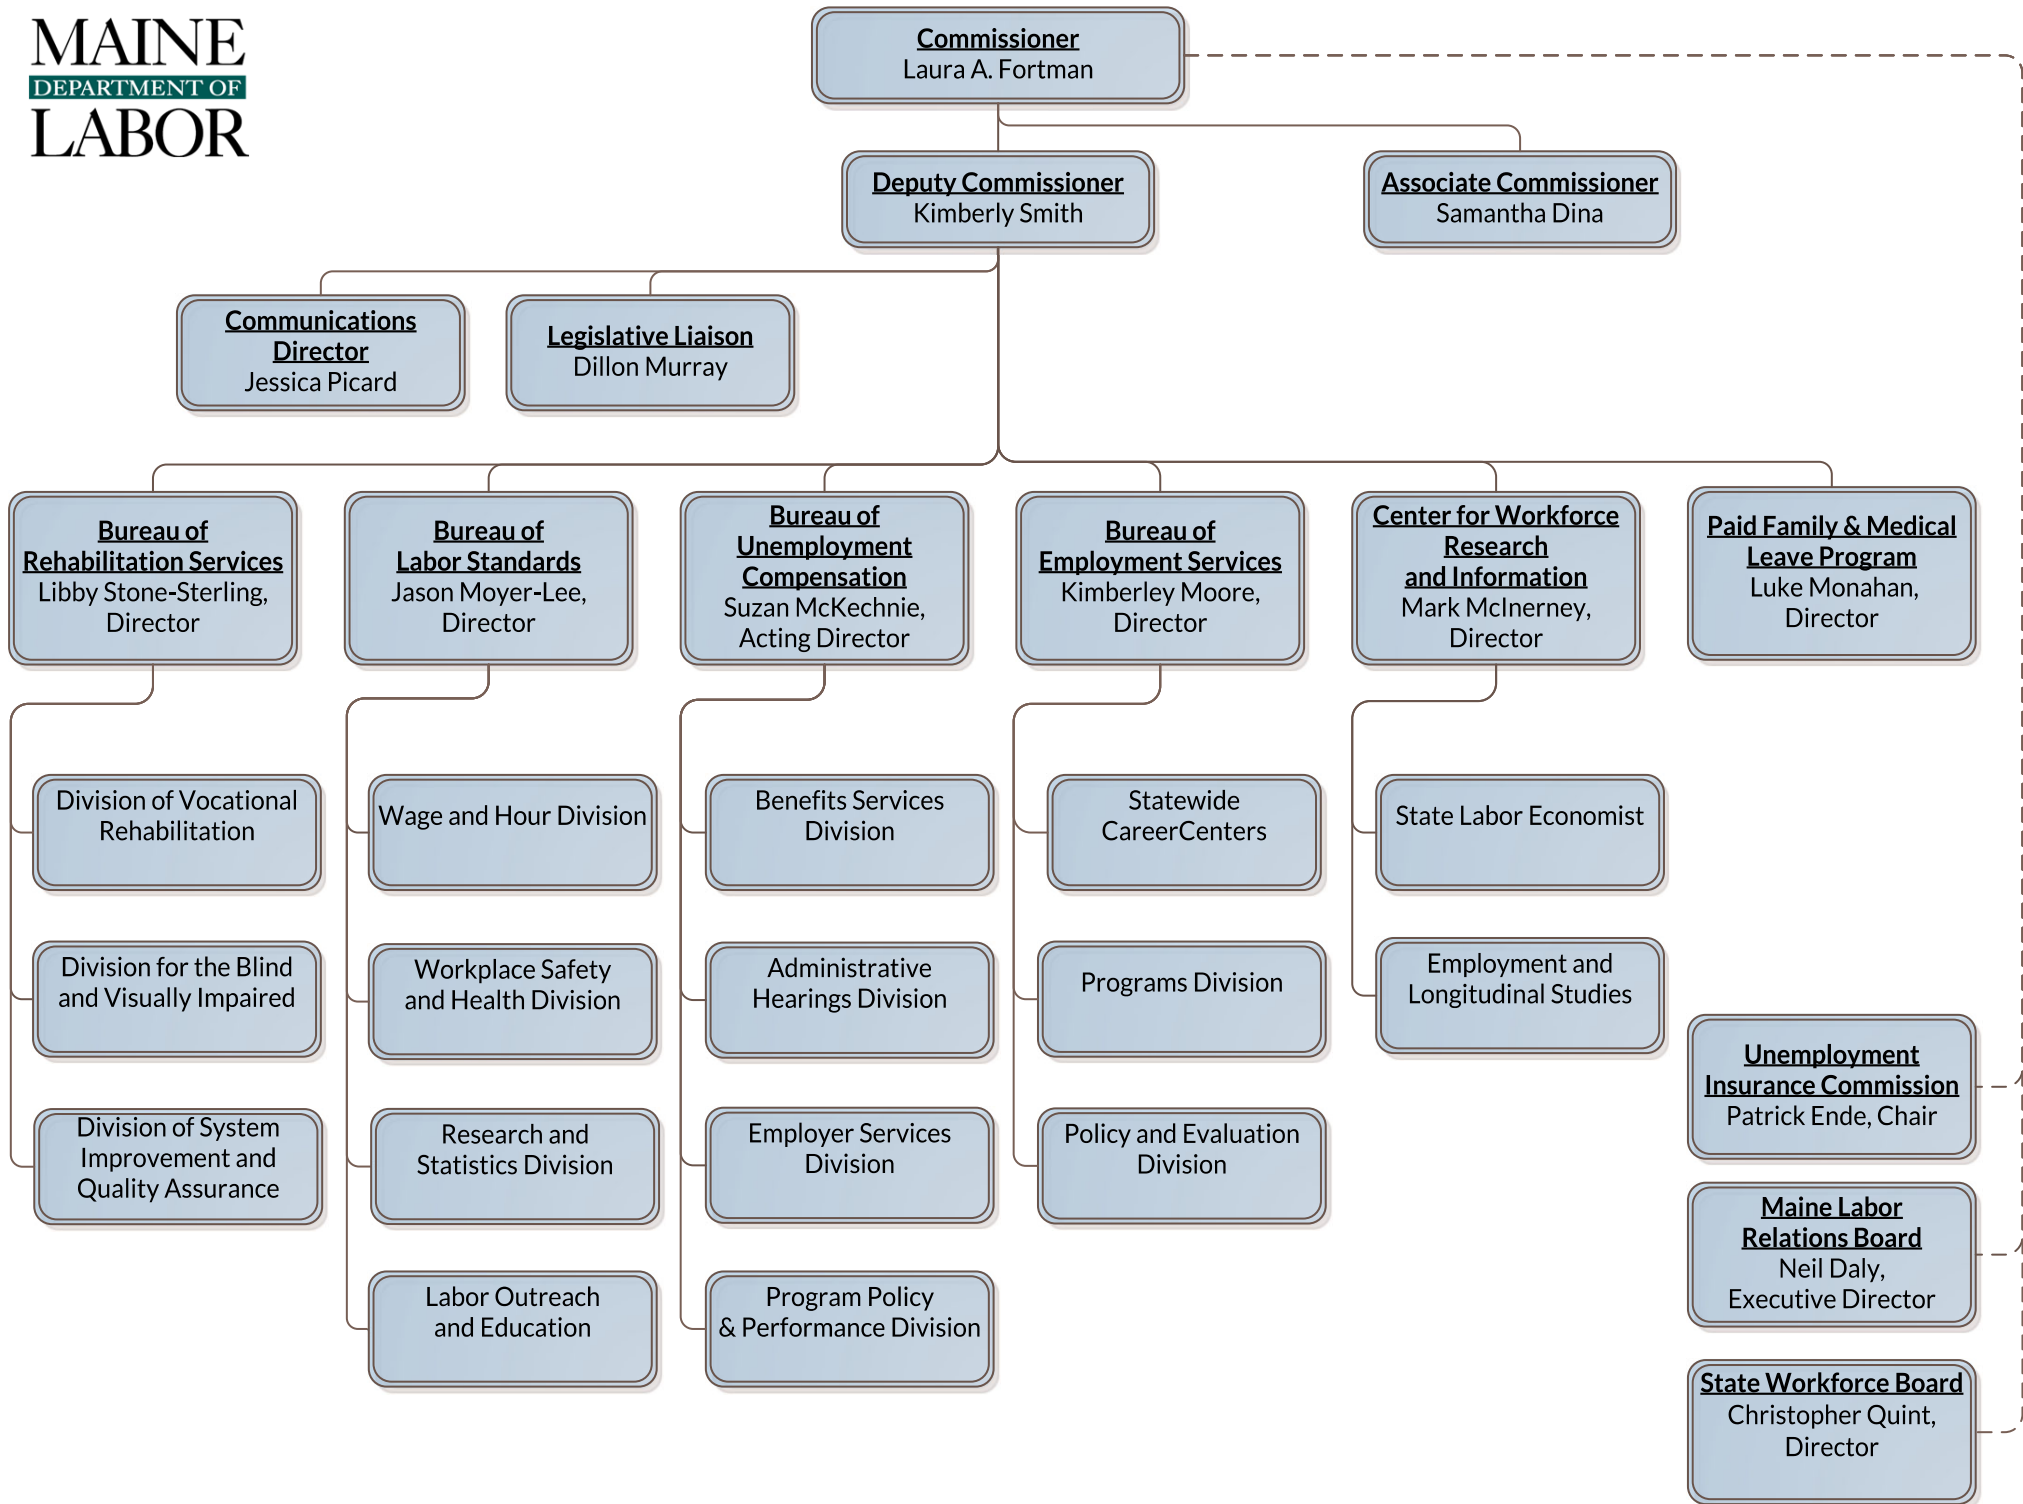 MAINE
DEPARTMENT OF
LABOR
Commissioner
Laura A. Fortman
Deputy Commissioner
Kimberly Smith
Associate Commissioner
Samantha Dina
Communications
Director
Jessica Picard
Legislative Liaison
Dillon Murray
Bureau of
Rehabilitation Services
Libby Stone-Sterling,
Director
Bureau of
Labor Standards
Jason Moyer-Lee,
Director
Bureau of
Unemployment
Compensation
Suzan McKechnie,
Acting Director
Bureau of
Employment Services
Kimberley Moore,
Director
Center for Workforce
Research
and Information
Mark McInerney,
Director
Paid Family & Medical
Leave Program
Luke Monahan,
Director
Division of Vocational
Rehabilitation
Wage and Hour Division
Benefits Services
Division
Statewide
CareerCenters
State Labor Economist
Division for the Blind
and Visually Impaired
Workplace Safety
and Health Division
Administrative
Hearings Division
Programs Division
Employment and
Longitudinal Studies
Unemployment
Insurance Commission
Patrick Ende, Chair
Division of System
Improvement and
Quality Assurance
Research and
Statistics Division
Employer Services
Division
Policy and Evaluation
Division
Maine Labor
Relations Board
Neil Daly,
Executive Director
Labor Outreach
and Education
Program Policy
& Performance Division
State Workforce Board
Christopher Quint,
Director